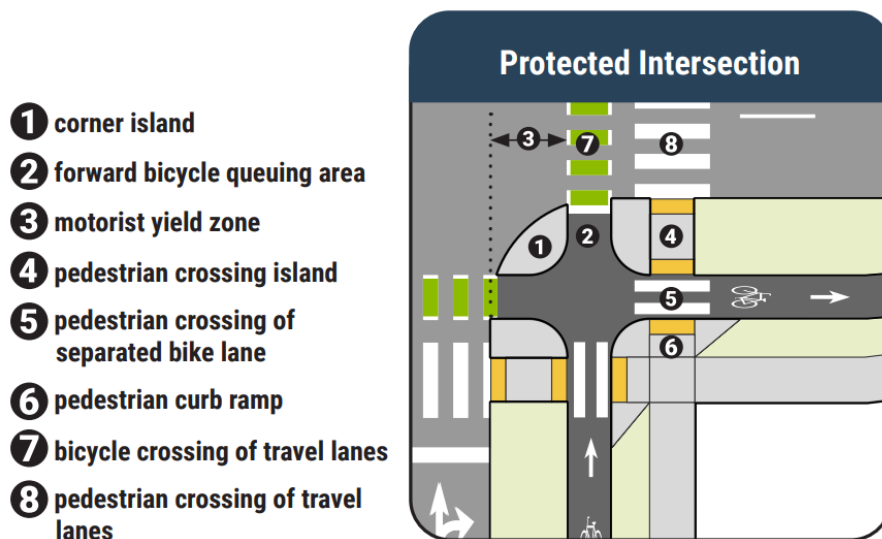 Protected Intersection
1 corner island
2 forward bicycle queuing area
3 motorist yield zone
4 pedestrian crossing island
5 pedestrian crossing of
separated bike lane
6 pedestrian curb ramp
7 bicycle crossing of travel lanes
8 pedestrian crossing of travel
lanes
3
7
8
1
2
4
5
6